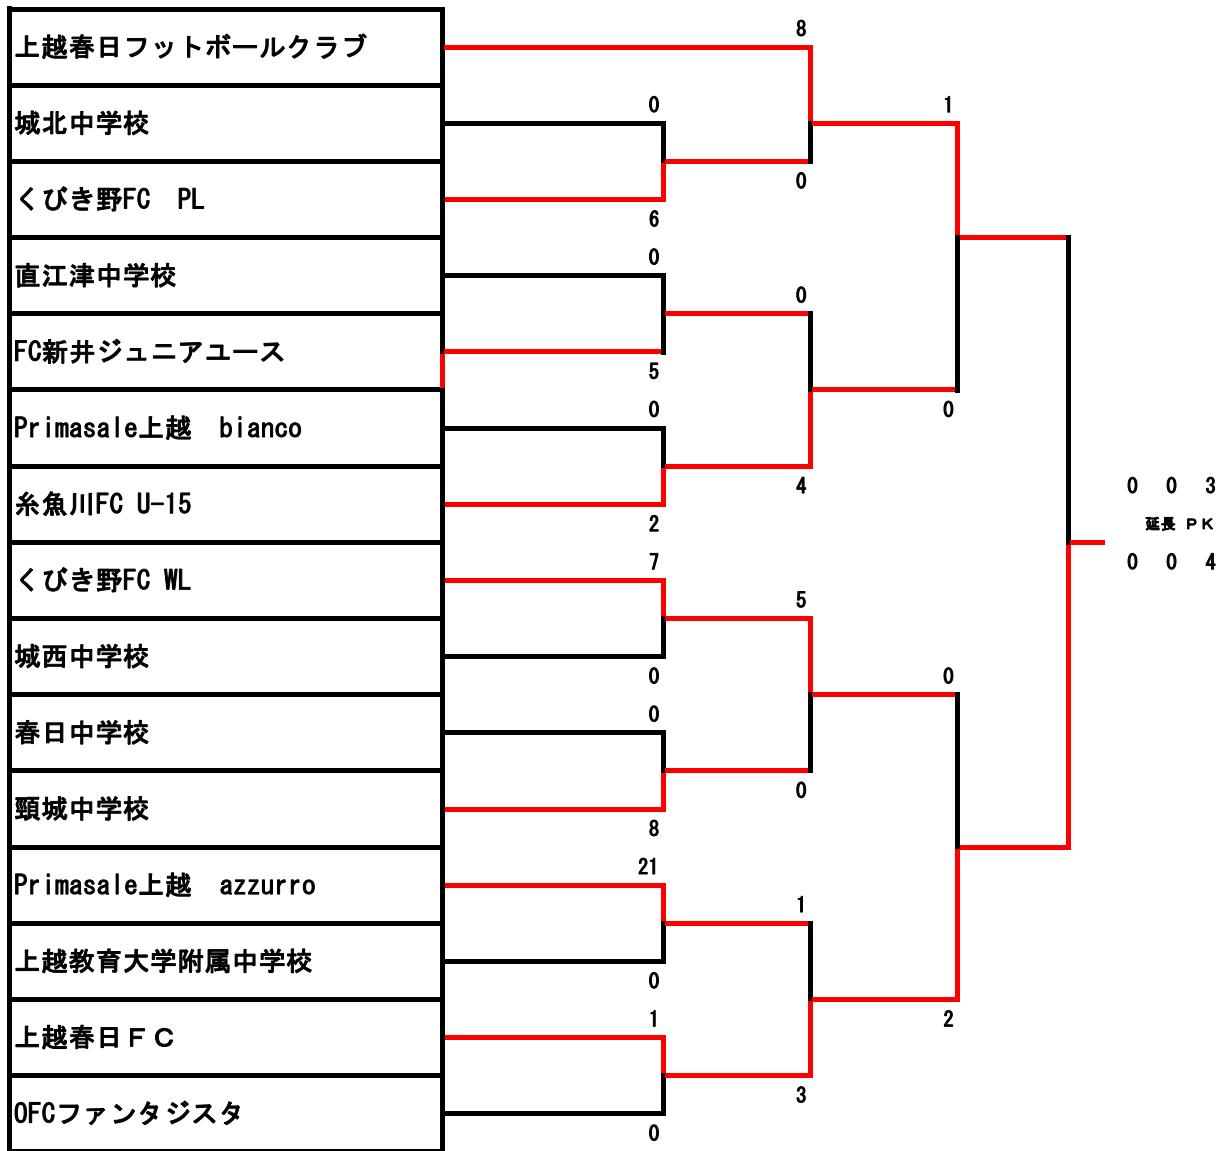 8
上越春日フットボールクラブ
0 1
城北中学校
0
くびき野FC　PL
6
0
直江津中学校
0
FC新井ジュニアユース
5
0 0
Primasale上越　bianco
4 0 0 3
糸魚川FC U-15
2 延長 ＰＫ
7 0 0 4
くびき野FC WL
5
城西中学校
0 0
0
春日中学校
0
頸城中学校
8
21
Primasale上越　azzurro
1
上越教育大学附属中学校
0
1 2
上越春日ＦＣ
3
OFCファンタジスタ
0